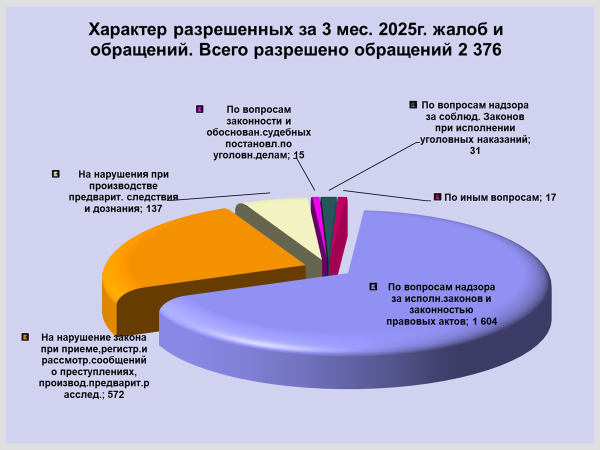 Характер разрешенных за 3 мес. 2025г. жалоб и
обращений. Всего разрешено обращений 2 376
По вопросам
законности и
обоснован.судебных
постановл.по
уголовн.делам; 15
По вопросам надзора
за соблюд. Законов
при исполнении
уголовных наказаний;
31
На нарушения при
производстве
предварит. следствия
и дознания; 137
По иным вопросам; 17
По вопросам надзора
за исполн.законов и
законностью
правовых актов; 1 604
На нарушение закона
при приеме,регистр.и
рассмотр.сообщений
о преступлениях,
производ.предварит.р
асслед.; 572